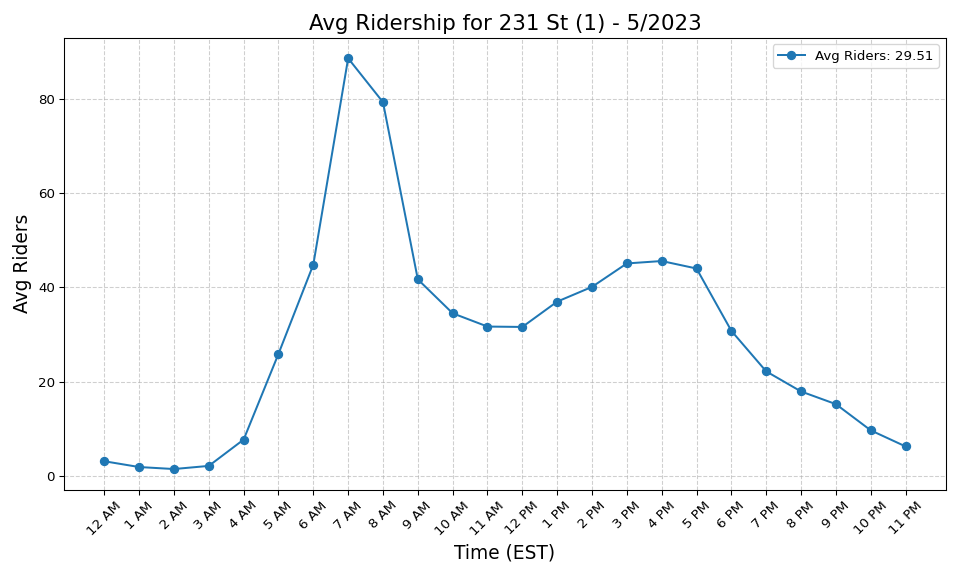 Avg Ridership for 231 St (1) - 5/2023
Avg Riders: 29.51
Avg Riders
80
60
40
20
0
12 AM
1 AM
2 AM
3 AM
4 AM
5 AM
6 AM
7 AM
8 AM
9 AM
10 AM
11 AM
12 PM
1 PM
2 PM
3 PM
4 PM
5 PM
6 PM
7 PM
8 PM
9 PM
10 PM
11 PM
Time (EST)